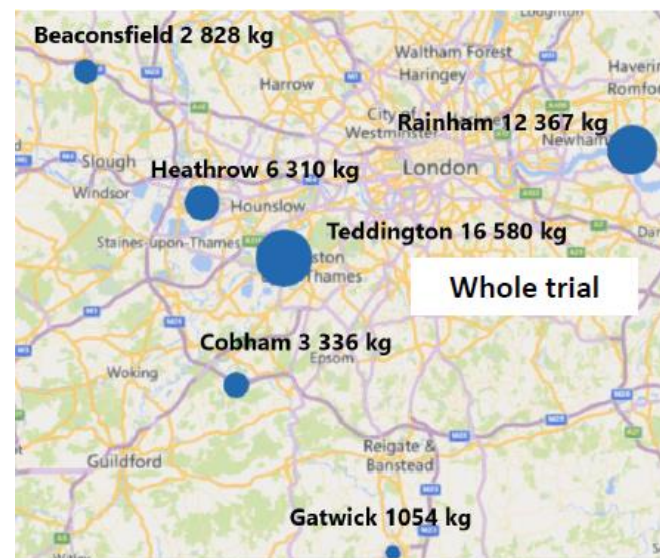 Loughton
Beaconsfield 2 828 kg
Waltham Forest
Haringey
Harrow
Romford
City of
Westminster
Rainham 12 367 kg
Newham
Slough
London
Heathrow 6 310 kg
Windsor
Hounslow
Teddington 16 580 kg
Staines-upon-Thames
Thames
Whole trial
Cobham 3 336 kg
Epsom
Woking
Reigate &
Banstead
Guildford
Gatwick 1054 kg